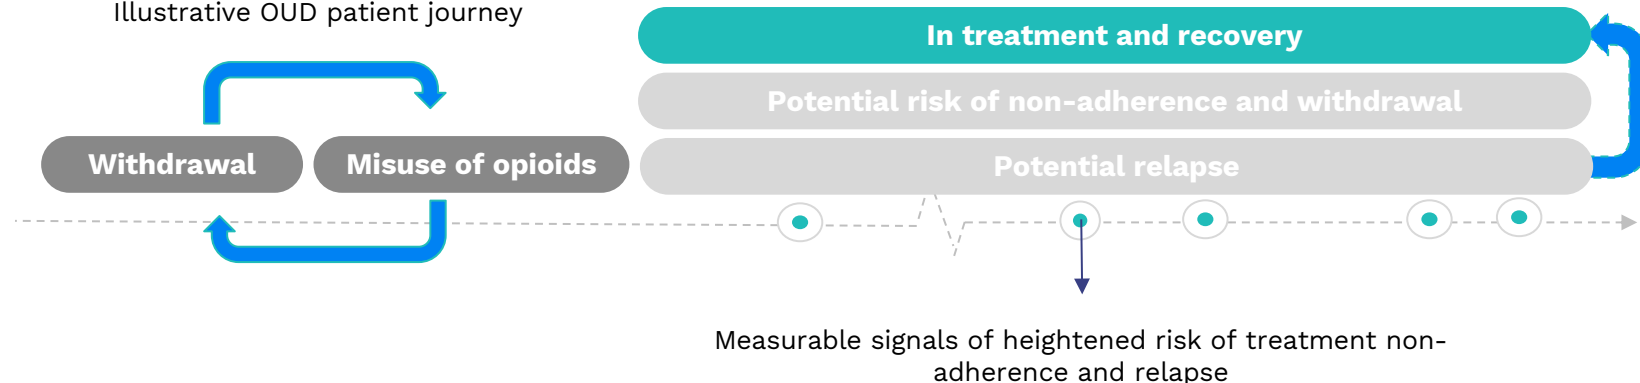 Illustrative OUD patient journey
In treatment and recovery
Potential risk of non-adherence and withdrawal
Withdrawal
Misuse of opioids
Potential relapse
Measurable signals of heightened risk of treatment non-
adherence and relapse